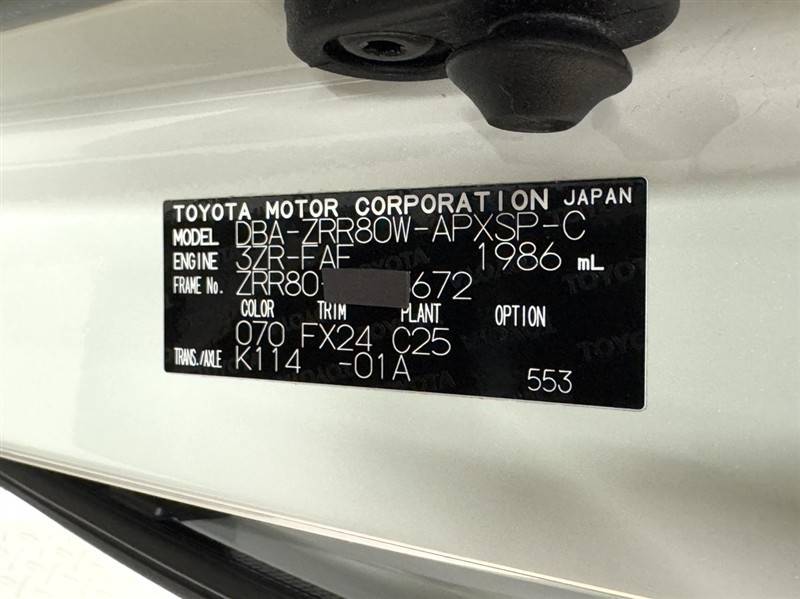 TOYOTA MOTOR CORPORATION JAPAN
MODEL DBA-ZRR80W-APXSP-C
ENGINE 3ZR-FAE 1986 mL
FRAME No. ZRR80- 672
COLOR TRIM PLANT OPTION
070 FX24 C25
TRANS./AXLE K114 -01A
553